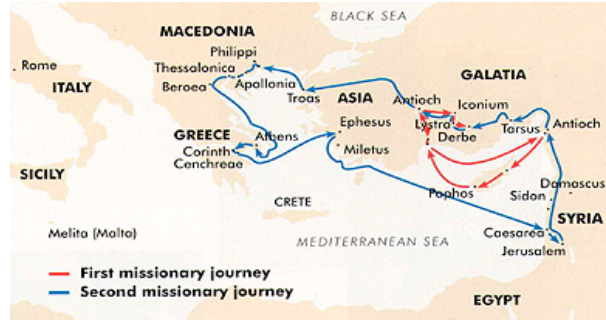 BLACK SEA
MACEDONIA
Philippi
Rome
Thessalonica
GALATIA
ITALY
Beroea
Apollonia
Troas
ASIA
Antioch
Iconium
Ephesus
Lystra
Tarsus
Antioch
GREECE
Athens
Derbe
Corinth
Miletus
Cenchreae
SICILY
Pophos
Damascus
CRETE
Sidon
SYRIA
Melita (Malta)
MEDITERRANEAN SEA
Caesarea
Jerusalem
First missionary journey
Second missionary journey
EGYPT